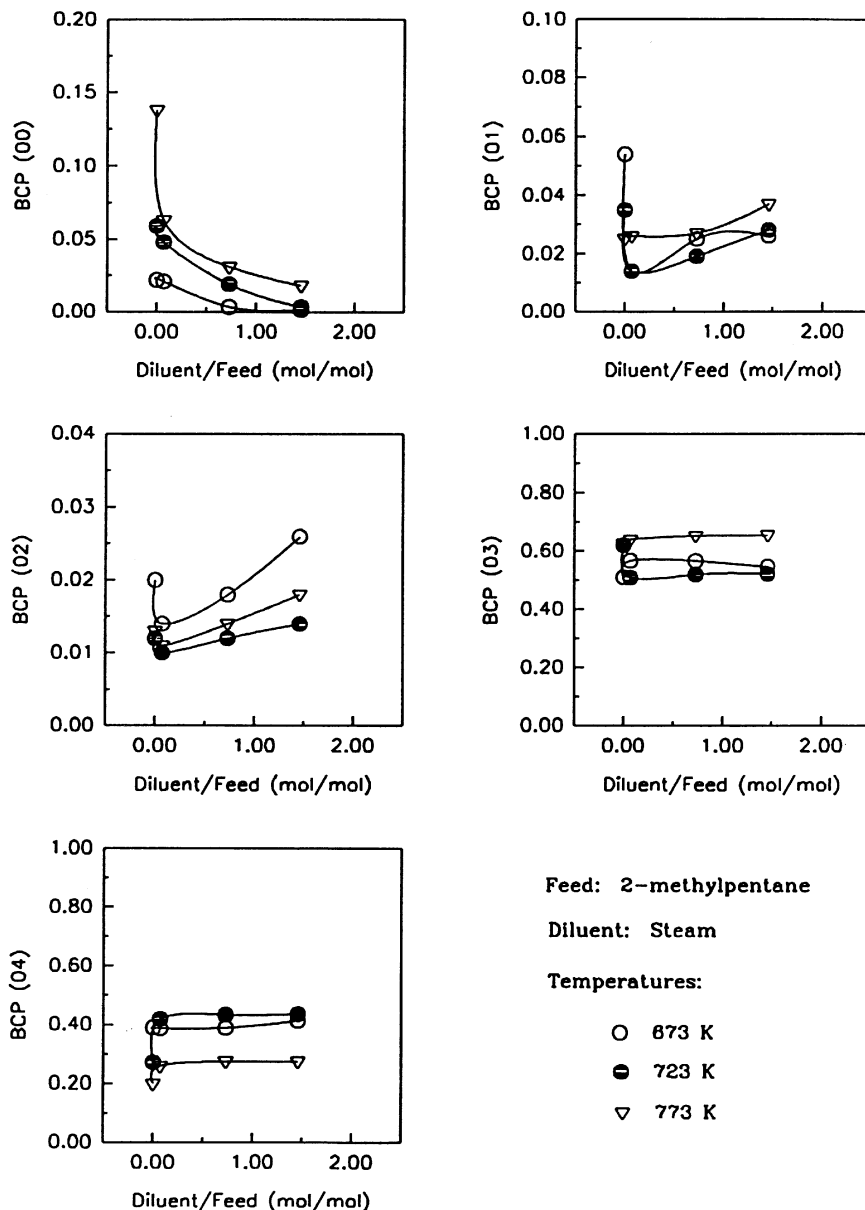 0.20
0.15
0.10
0.05
0.00
BCP (00)
0.00 1.00 2.00
Diluent/Feed (mol/mol)
0.10
0.08
0.06
0.04
0.02
0.00
BCP (01)
0.00 1.00 2.00
Diluent/Feed (mol/mol)
0.04
0.03
0.02
0.01
0.00
BCP (02)
0.00 1.00 2.00
Diluent/Feed (mol/mol)
1.00
0.80
0.60
0.40
0.20
0.00
BCP (03)
0.00 1.00 2.00
Diluent/Feed (mol/mol)
1.00
0.80
0.60
0.40
0.20
0.00
BCP (04)
0.00 1.00 2.00
Diluent/Feed (mol/mol)
Feed: 2-methylpentane
Diluent: Steam
Temperatures:
673 K
723 K
773 K